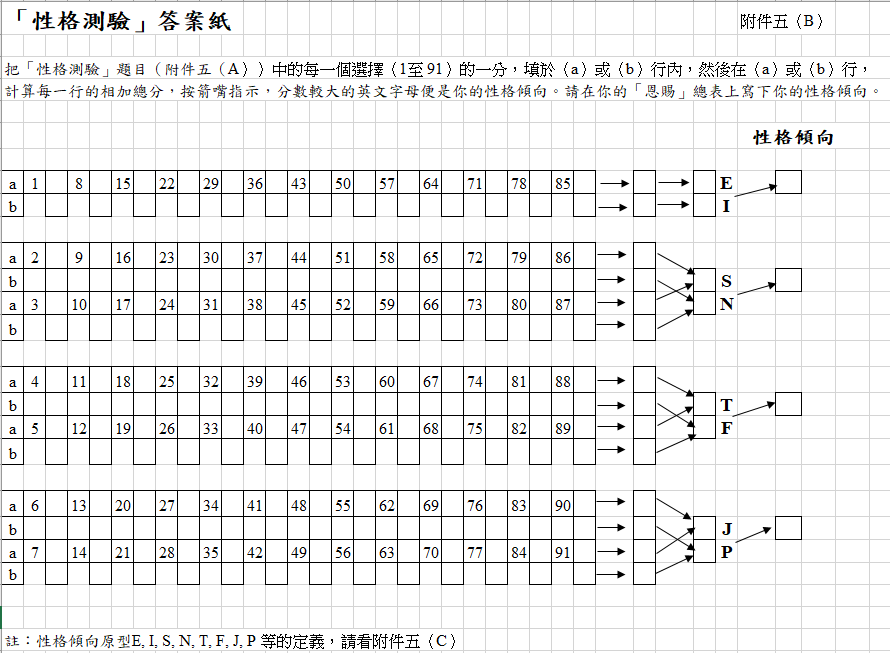 「性格測驗」答案紙
附件五（B）
把「性格測驗」題目（附件五（A））中的每一個選擇（1至91）的一分，填於（a）或（b）行內，然後在（a）或（b）行，
計算每一行的相加總分，按箭嘴指示，分數較大的英文字母便是你的性格傾向。請在你的「恩賜」總表上寫下你的性格傾向。
性格傾向
a 1 8 15 22 29 36 43 50 57 64 71 78 85 E
b I
a 2 9 16 23 30 37 44 51 58 65 72 79 86
b S
a 3 10 17 24 31 38 45 52 59 66 73 80 87 N
b
a 4 11 18 25 32 39 46 53 60 67 74 81 88
b T
a 5 12 19 26 33 40 47 54 61 68 75 82 89 F
b
a 6 13 20 27 34 41 48 55 62 69 76 83 90
b J
a 7 14 21 28 35 42 49 56 63 70 77 84 91 P
b
註：性格傾向原型E, I, S, N, T, F, J, P 等的定義，請看附件五（C）